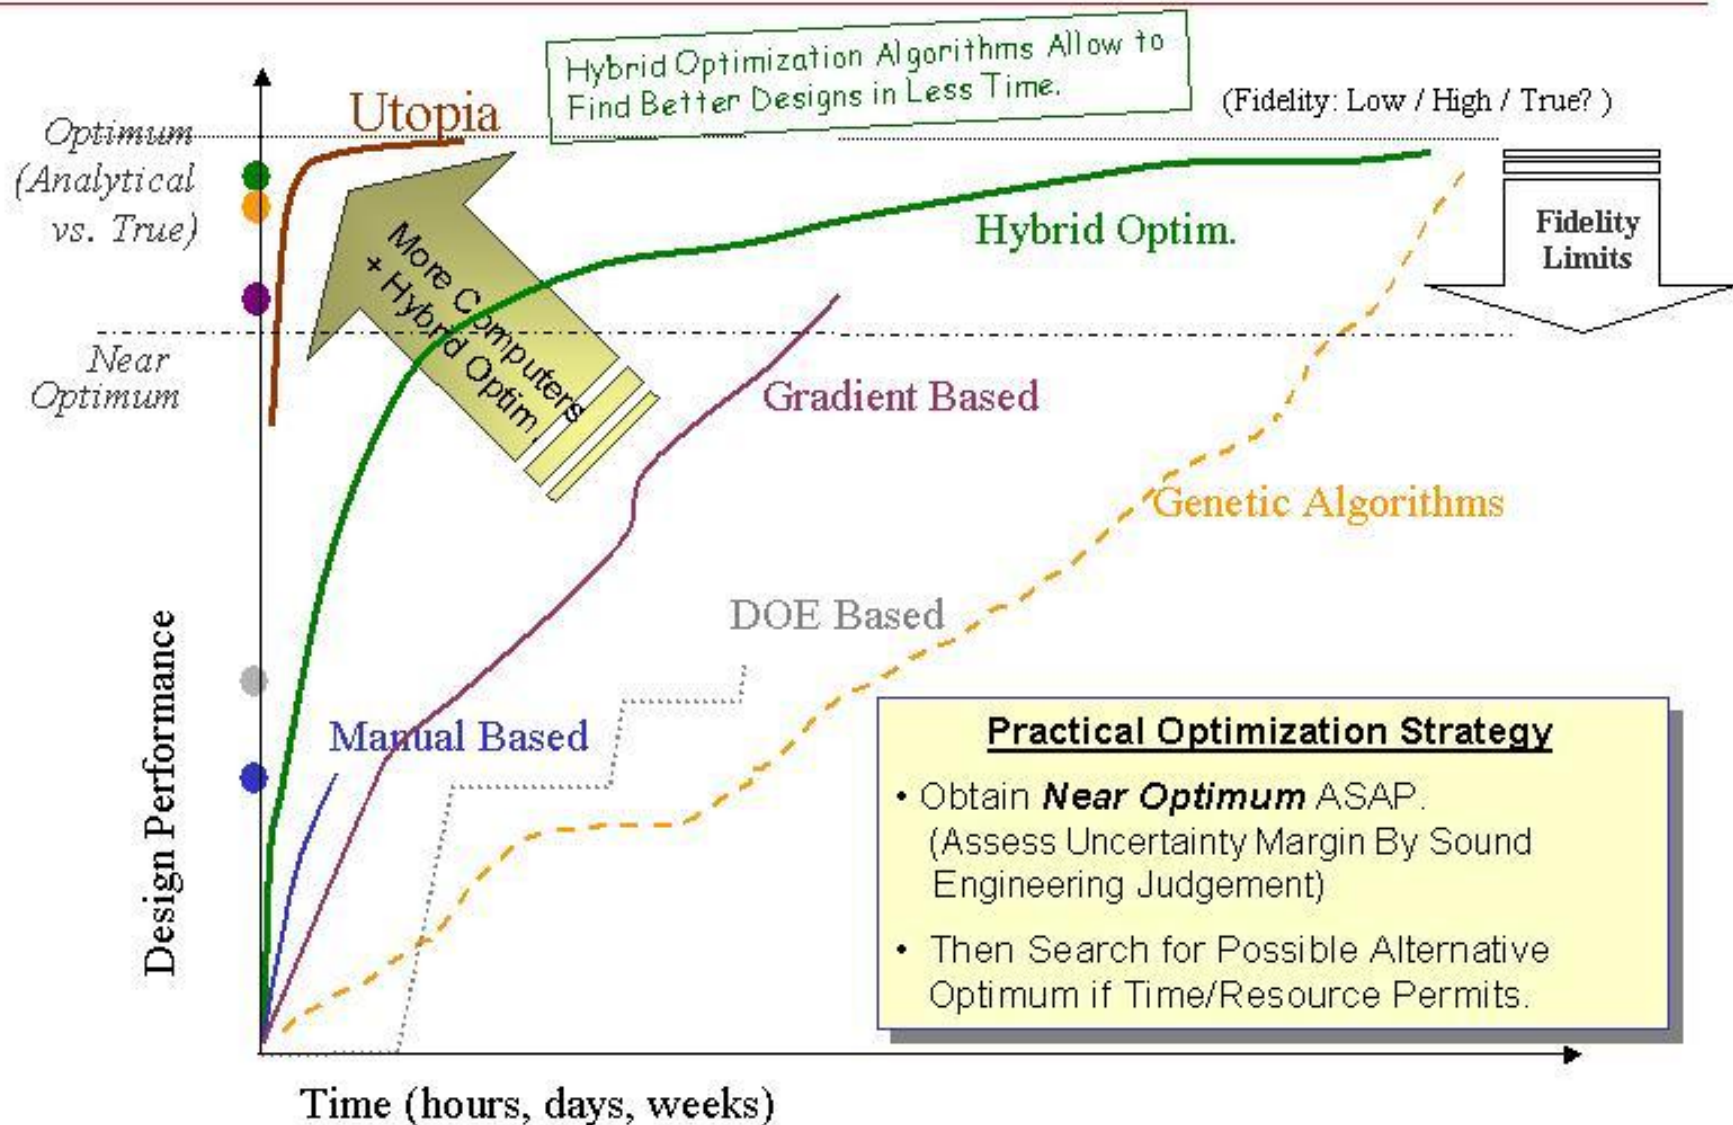 Hybrid Optimization Algorithms Allow to
Find Better Designs in Less Time.
(Fidelity: Low / High / True? )
Utopia
Optimum
(Analytical
vs. True)
Hybrid Optim.
Fidelity
Limits
More Computers
+ Hybrid Optim.
Near
Optimum
Gradient Based
Genetic Algorithms
DOE Based
Manual Based
Design Performance
Practical Optimization Strategy
• Obtain Near Optimum ASAP.
(Assess Uncertainty Margin By Sound
Engineering Judgement)
• Then Search for Possible Alternative
Optimum if Time/Resource Permits.
Time (hours, days, weeks)